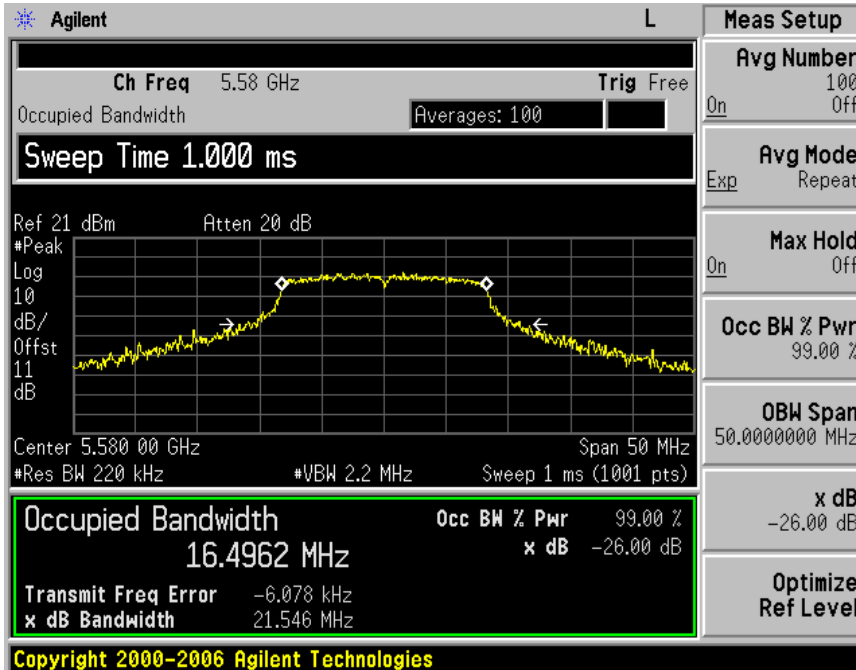 Agilent L Meas Setup
Ch Freq 5.58 GHz Trig Free
Occupied Bandwidth Averages: 100
Sweep Time 1.000 ms
Ref 21 dBm Atten 20 dB
#Peak
Log
10
dB/
Offst
11
dB
Center 5.580 00 GHz Span 50 MHz
#Res BW 220 kHz #VBW 2.2 MHz Sweep 1 ms (1001 pts)
Occupied Bandwidth Occ BW % Pwr 99.00 %
16.4962 MHz x dB -26.00 dB
Transmit Freq Error -6.078 kHz
x dB Bandwidth 21.546 MHz
Avg Number
100
On Off
Avg Mode
Exp Repeat
Max Hold
On Off
Occ BW % Pwr
99.00 %
OBW Span
50.0000000 MHz
x dB
-26.00 dB
Optimize
Ref Level
Copyright 2000-2006 Agilent Technologies